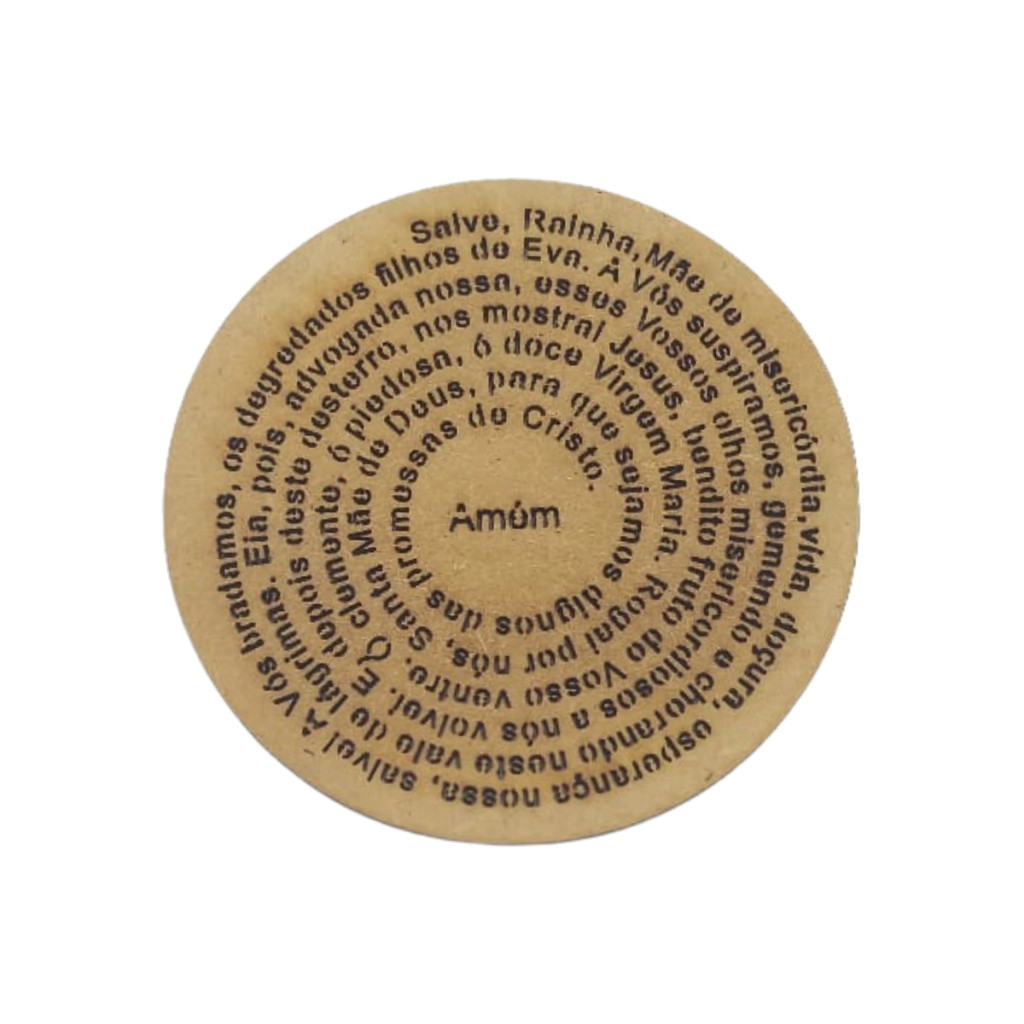 Salve, Rainha, Mãe de misericórdia, vida, doçura, esperança nossa, salve! A Vós bradamos, os degredados filhos de Eva. A Vós suspiramos, gemendo e chorando neste vale de lágrimas. Eia, pois, advogada nossa, esses Vossos olhos misericordiosos a nós volvei. E, depois deste desterro, nos mostrai Jesus, bendito fruto do Vosso ventre. Ó clemente, ó piedosa, ó doce Virgem Maria. Rogai por nós, Santa Mãe de Deus, para que sejamos dignos das promessas de Cristo.
Amém